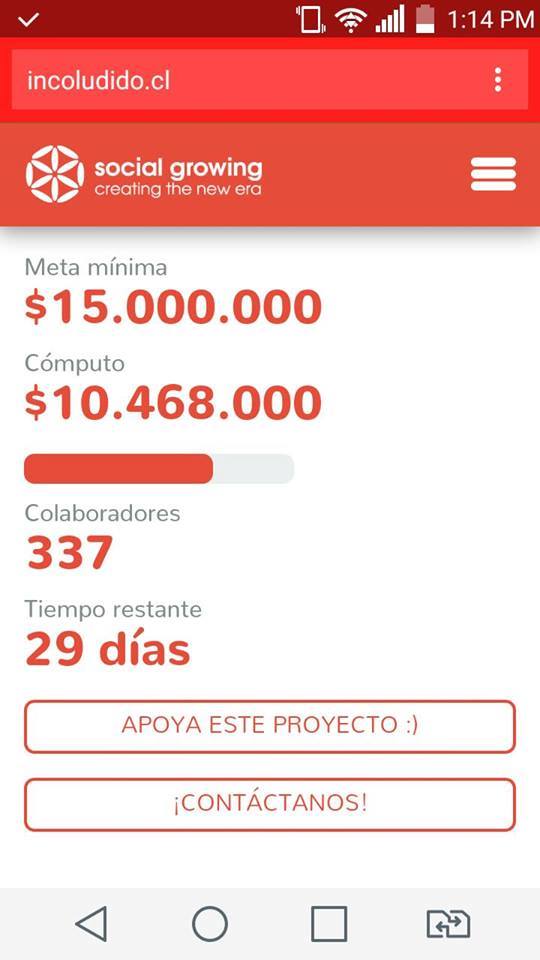 1:14 PM
incoludido.cl
social growing
creating the new era
Meta mínima
$15.000.000
Cómputo
$10.468.000
Colaboradores
337
Tiempo restante
29 días
APOYA ESTE PROYECTO :)
¡CONTÁCTANOS!